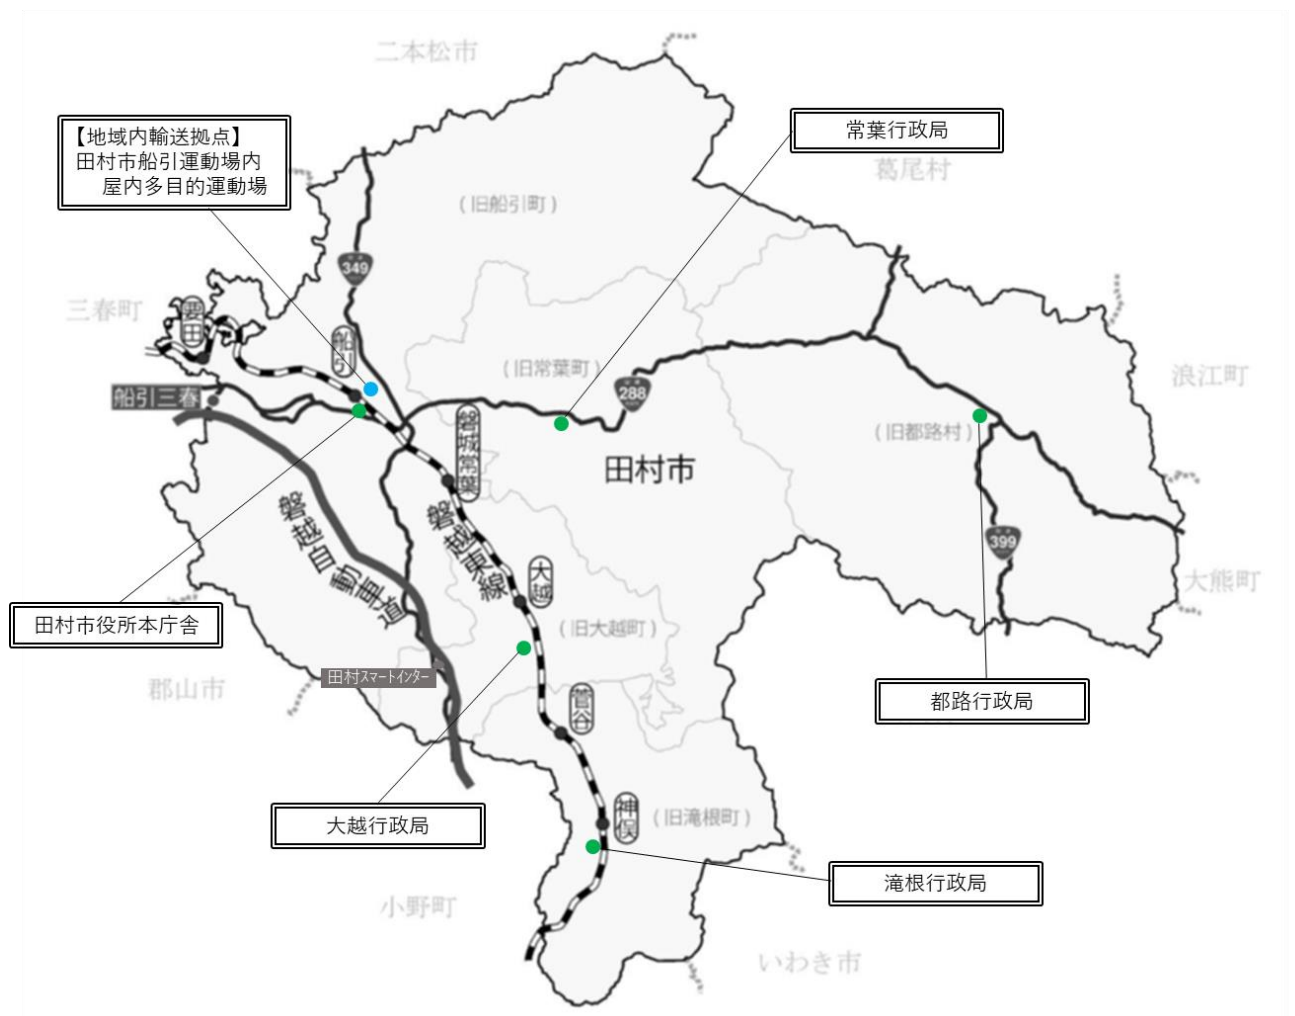 二本松市
【地域内輸送拠点】
田村市船引運動場内
屋内多目的運動場
常葉行政局
葛尾村
(旧船引町)
349
三春町
要田
船引
(旧常葉町)
288
浪江町
船引三春
磐城常葉
(旧都路村)
田村市
磐越自動車道
磐越東線
399
大越
大熊町
田村市役所本庁舎
(旧大越町)
田村スマートインター
郡山市
菅谷
都路行政局
大越行政局
神俣
(旧滝根町)
滝根行政局
小野町
いわき市